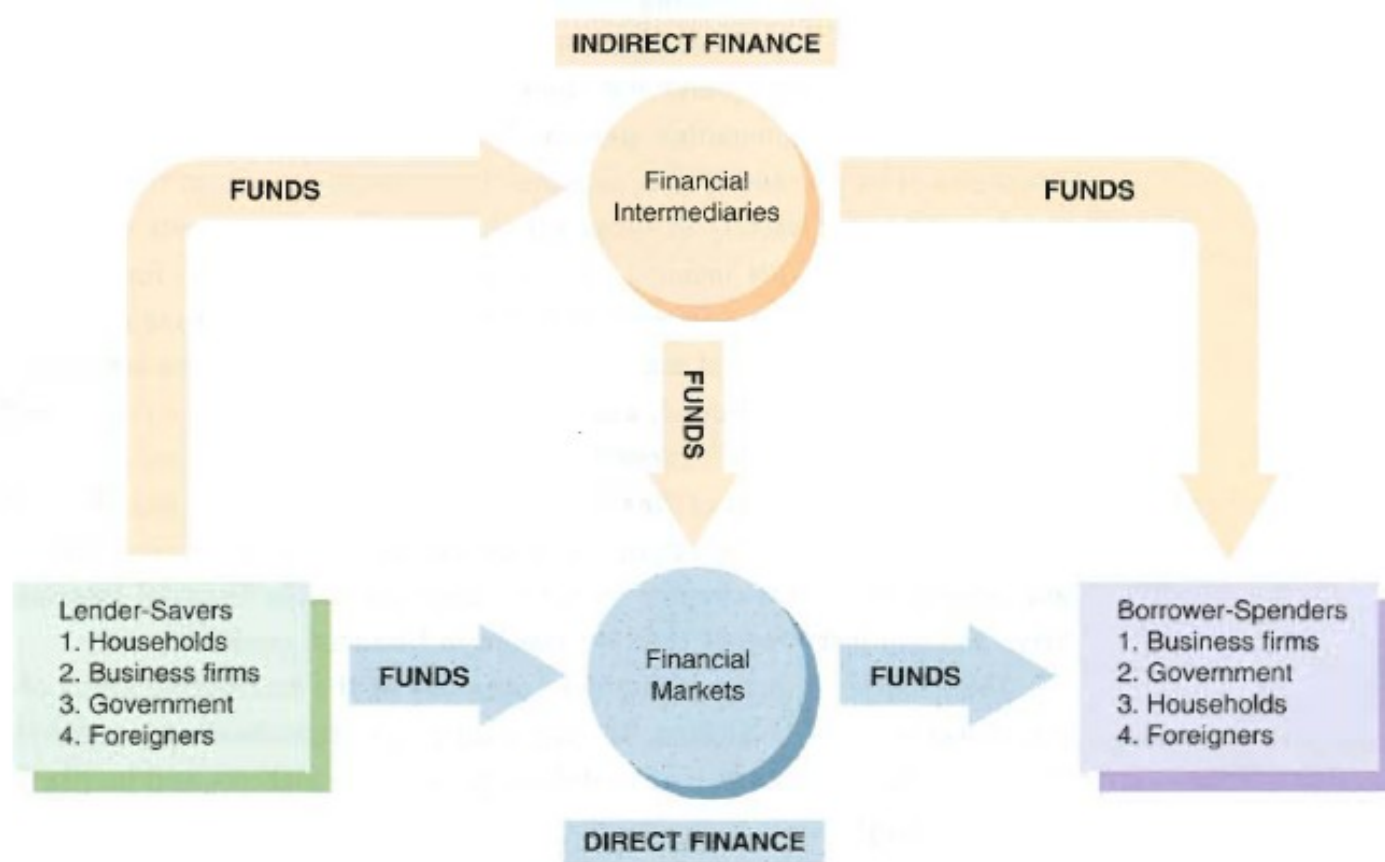 INDIRECT FINANCE
FUNDS
Financial
Intermediaries
FUNDS
FUNDS
Lender-Savers
1. Households
2. Business firms
3. Government
4. Foreigners
FUNDS
Financial
Markets
FUNDS
Borrower-Spenders
1. Business firms
2. Government
3. Households
4. Foreigners
DIRECT FINANCE